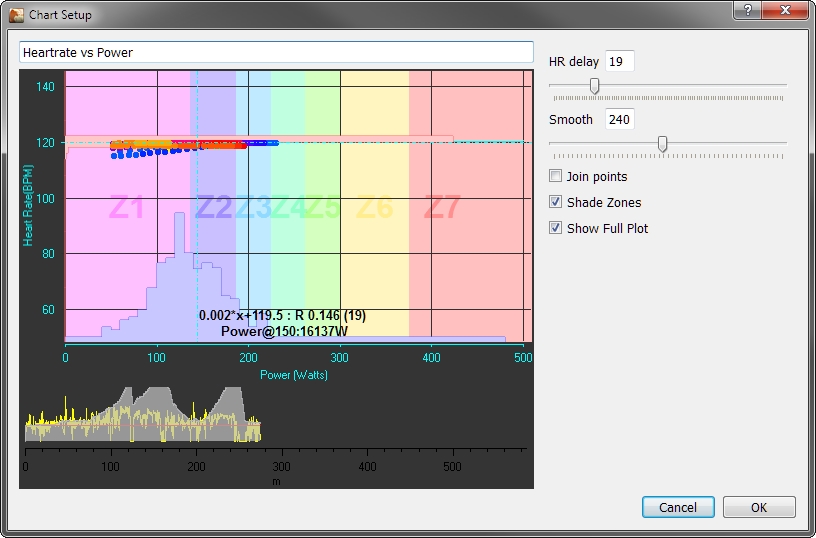 Chart Setup
?
X
Heartrate vs Power
HR delay 19
Smooth 240
Join points
Shade Zones
Show Full Plot
140
120
100
80
60
Heart Rate(BPM)
Z1 Z2 Z3 Z4 Z5 Z6 Z7
0.002*x+119.5 : R 0.146 (19)
Power@150:16137W
0 100 200 300 400 500
Power (Watts)
0 100 200 300 400 500
m
Cancel OK